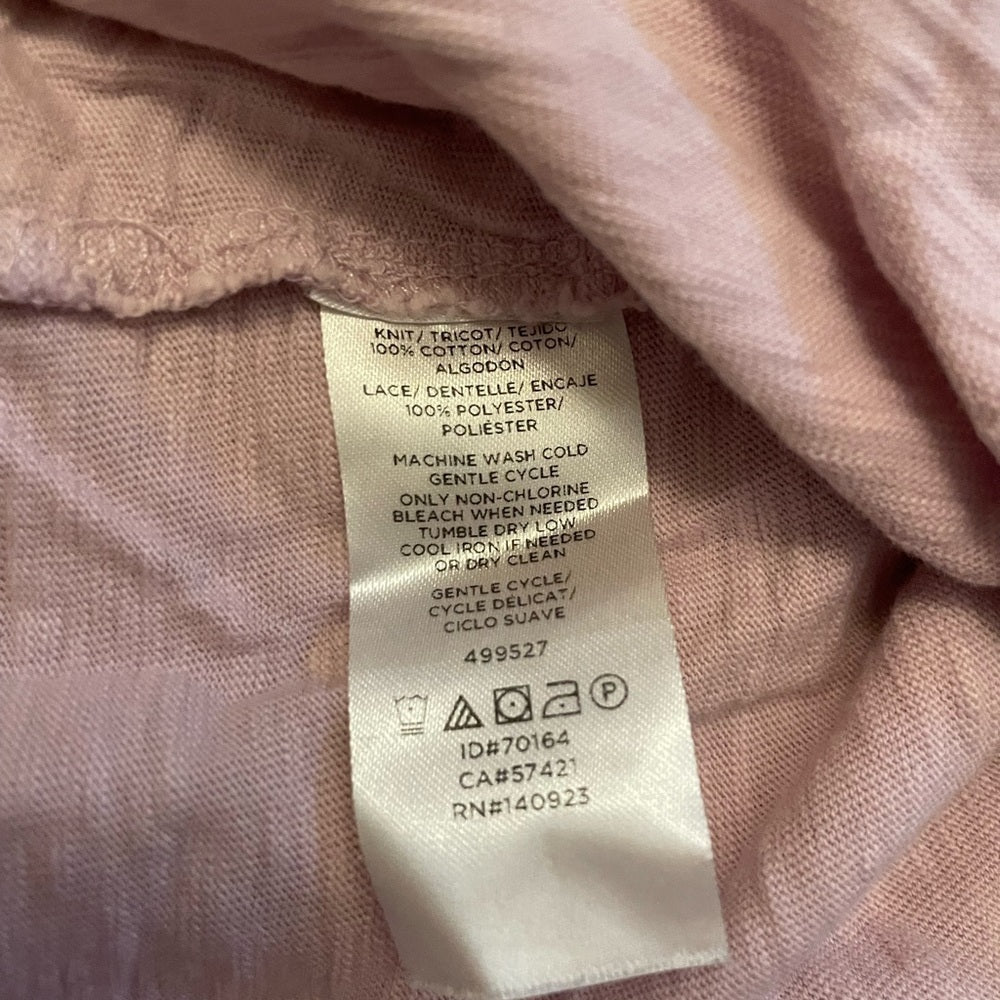 KNIT/ TRICOT/ TEJIDO
100% COTTON/ COTON/
ALGODON
LACE/ DENTELLE/ ENCAJE
100% POLYESTER/
POLIÉSTER
MACHINE WASH COLD
GENTLE CYCLE
ONLY NON-CHLORINE
BLEACH WHEN NEEDED
TUMBLE DRY LOW
COOL IRON IF NEEDED
OR DRY CLEAN
GENTLE CYCLE/
CYCLE DÉLICAT/
CICLO SUAVE
499527
P
ID#70164
CA#57421
RN#140923